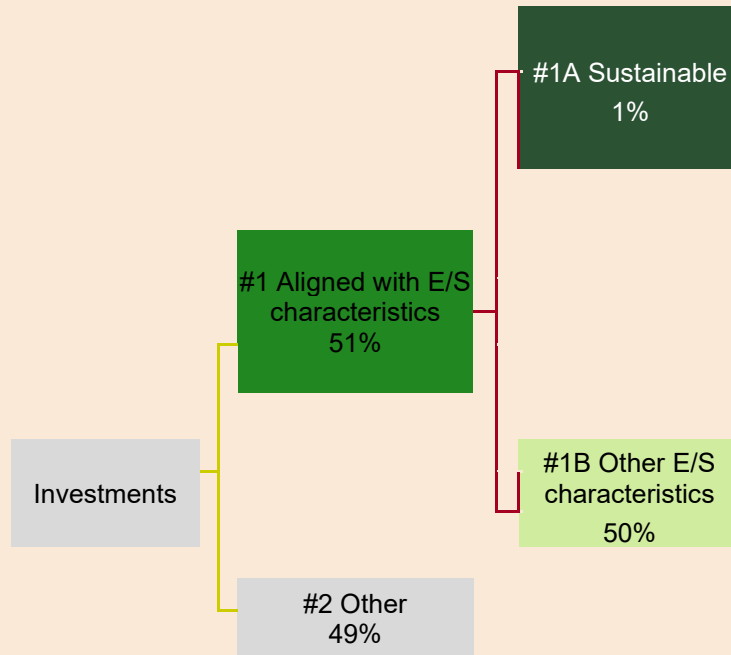 #1A Sustainable
1%
#1 Aligned with E/S
characteristics
51%
Investments
#1B Other E/S
characteristics
50%
#2 Other
49%